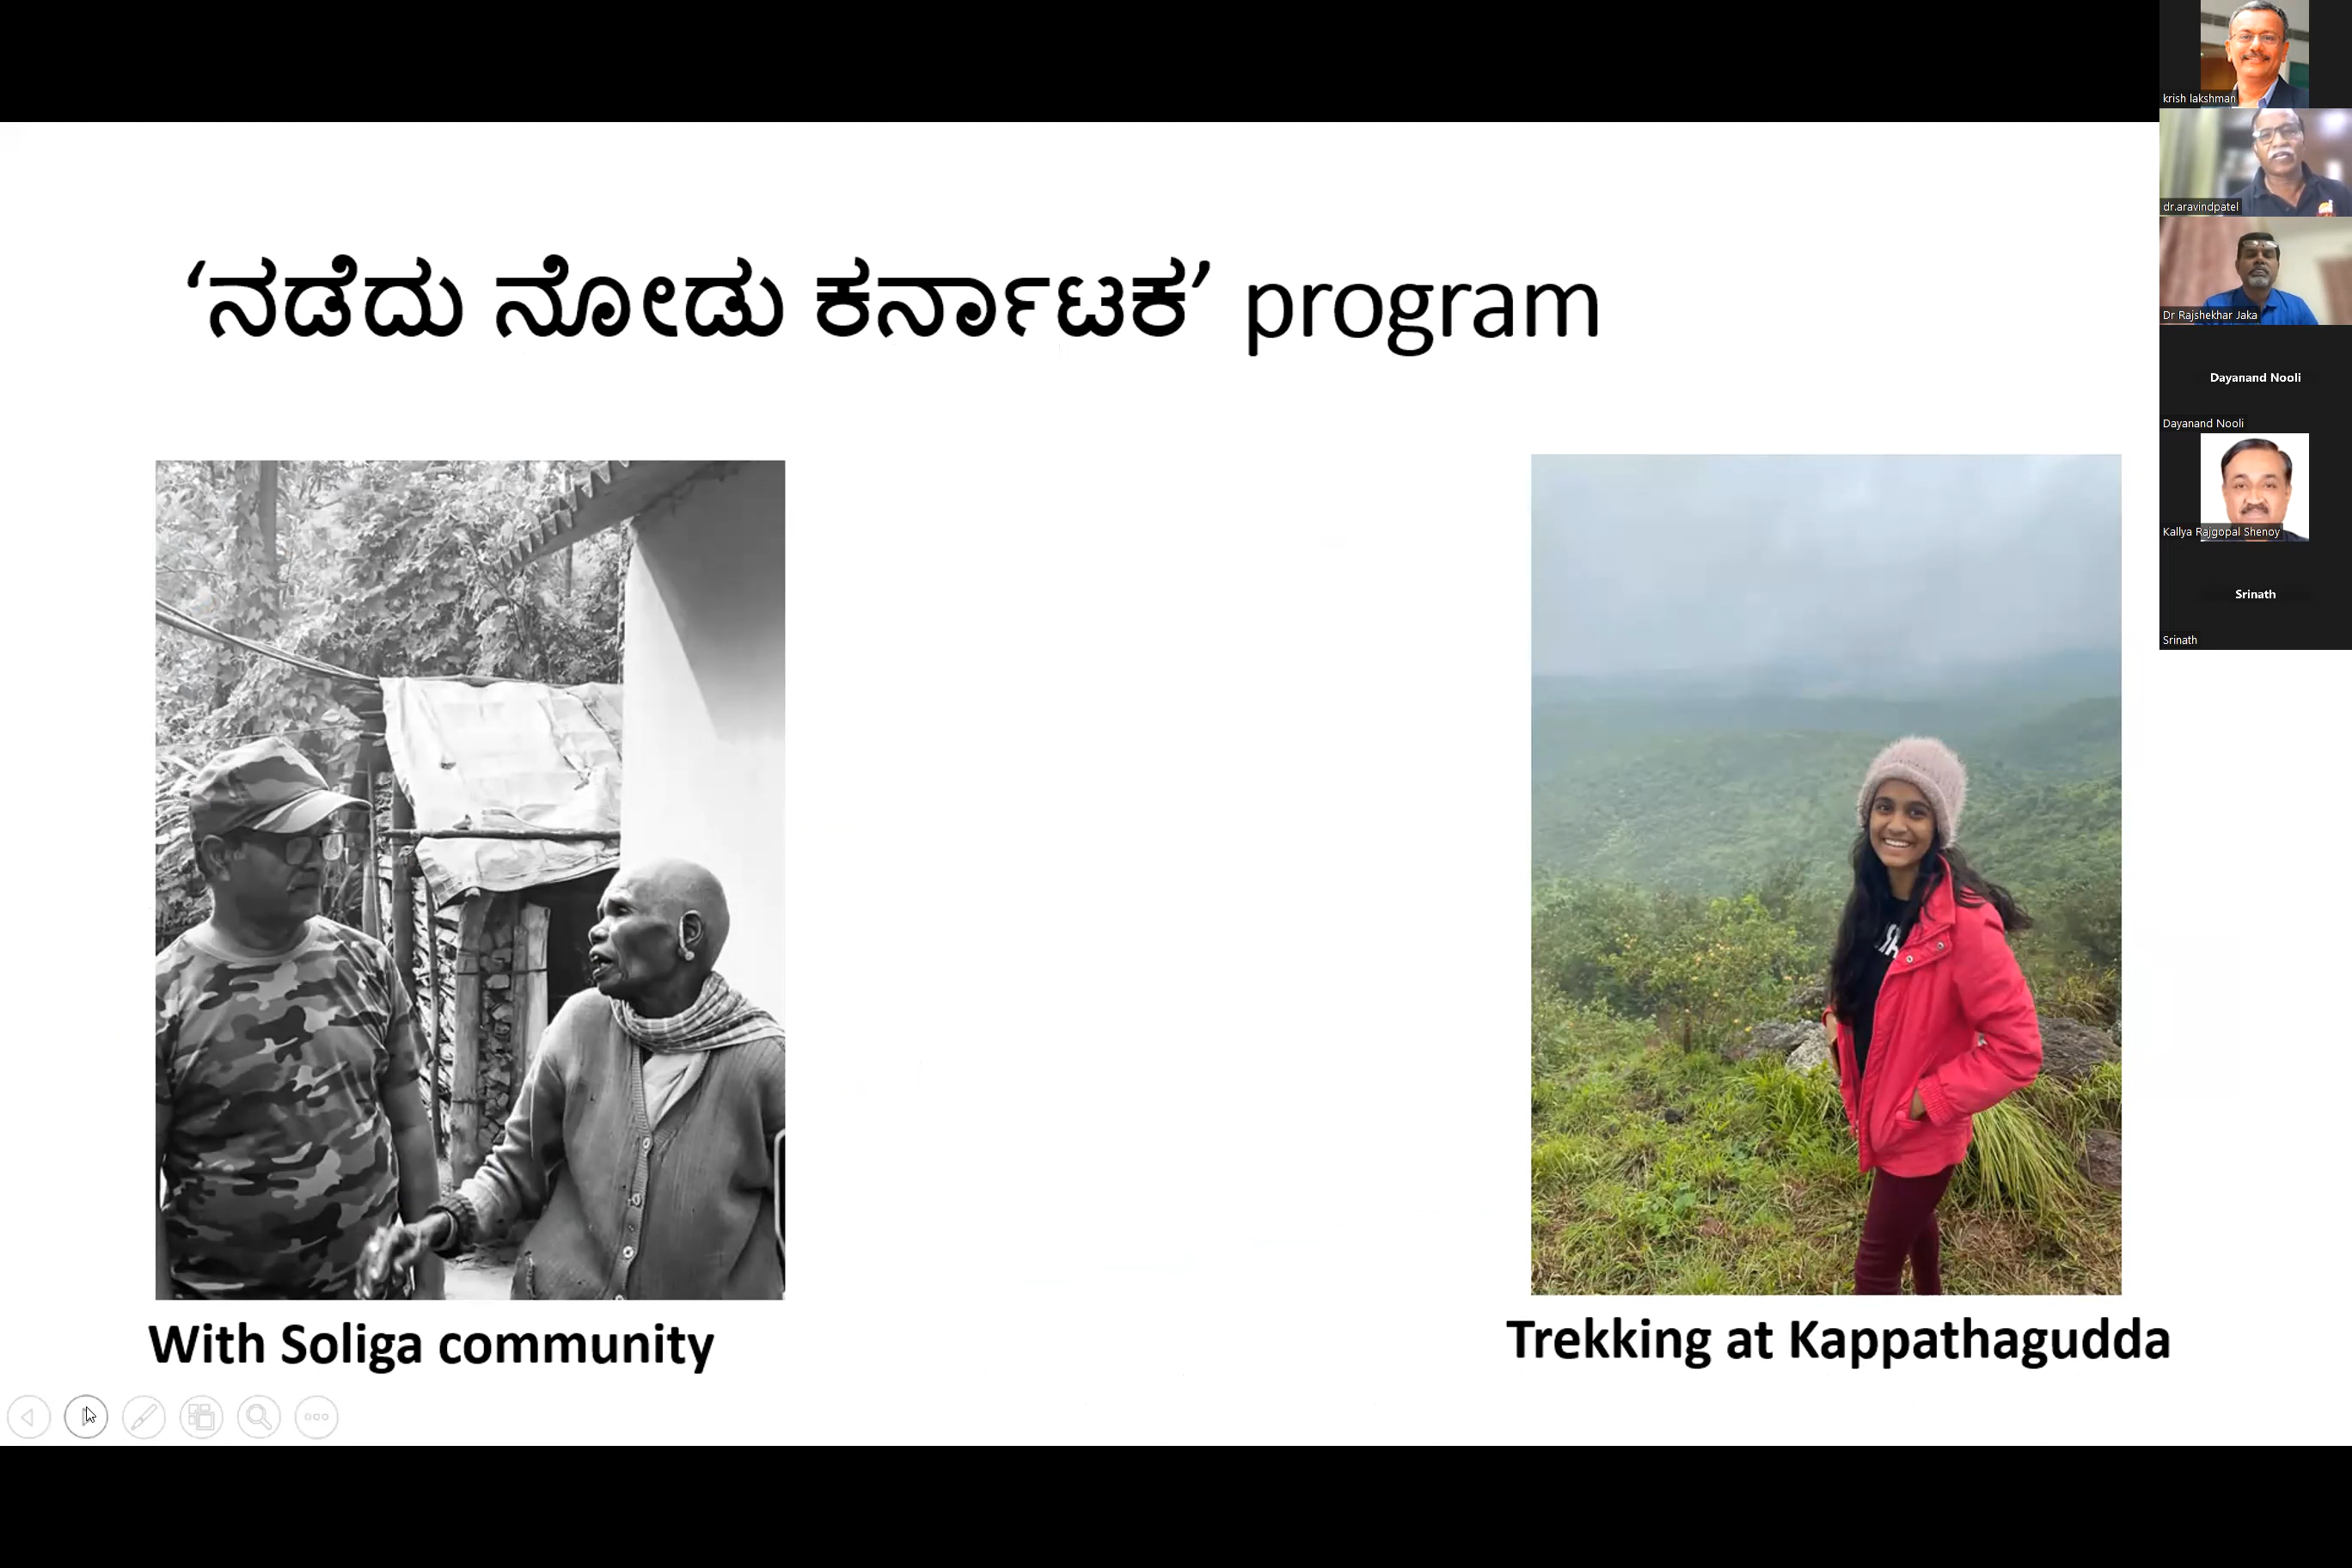 ‘ನಡೆದು ನೋಡು ಕರ್ನಾಟಕ’ program
With Soliga community
Trekking at Kappathagudda
krish lakshman
dr.aravindpatel
Dr Rajshekhar Jaka
Dayanand Nooli
Dayanand Nooli
Kallya Rajgopal Shenoy
Srinath
Srinath